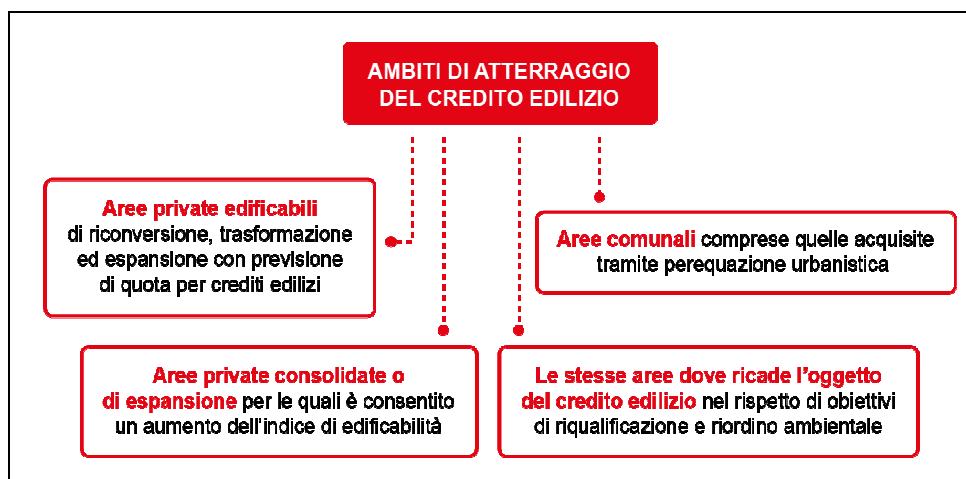 AMBITI DI ATTERRAGGIO
DEL CREDITO EDILIZIO
Aree private edificabili
di riconversione, trasformazione
ed espansione con previsione
di quota per crediti edilizi
Aree comunali comprese quelle acquisite
tramite perequazione urbanistica
Aree private consolidate o
di espansione per le quali è consentito
un aumento dell'indice di edificabilità
Le stesse aree dove ricade l'oggetto
del credito edilizio nel rispetto di obiettivi
di riqualificazione e riordino ambientale